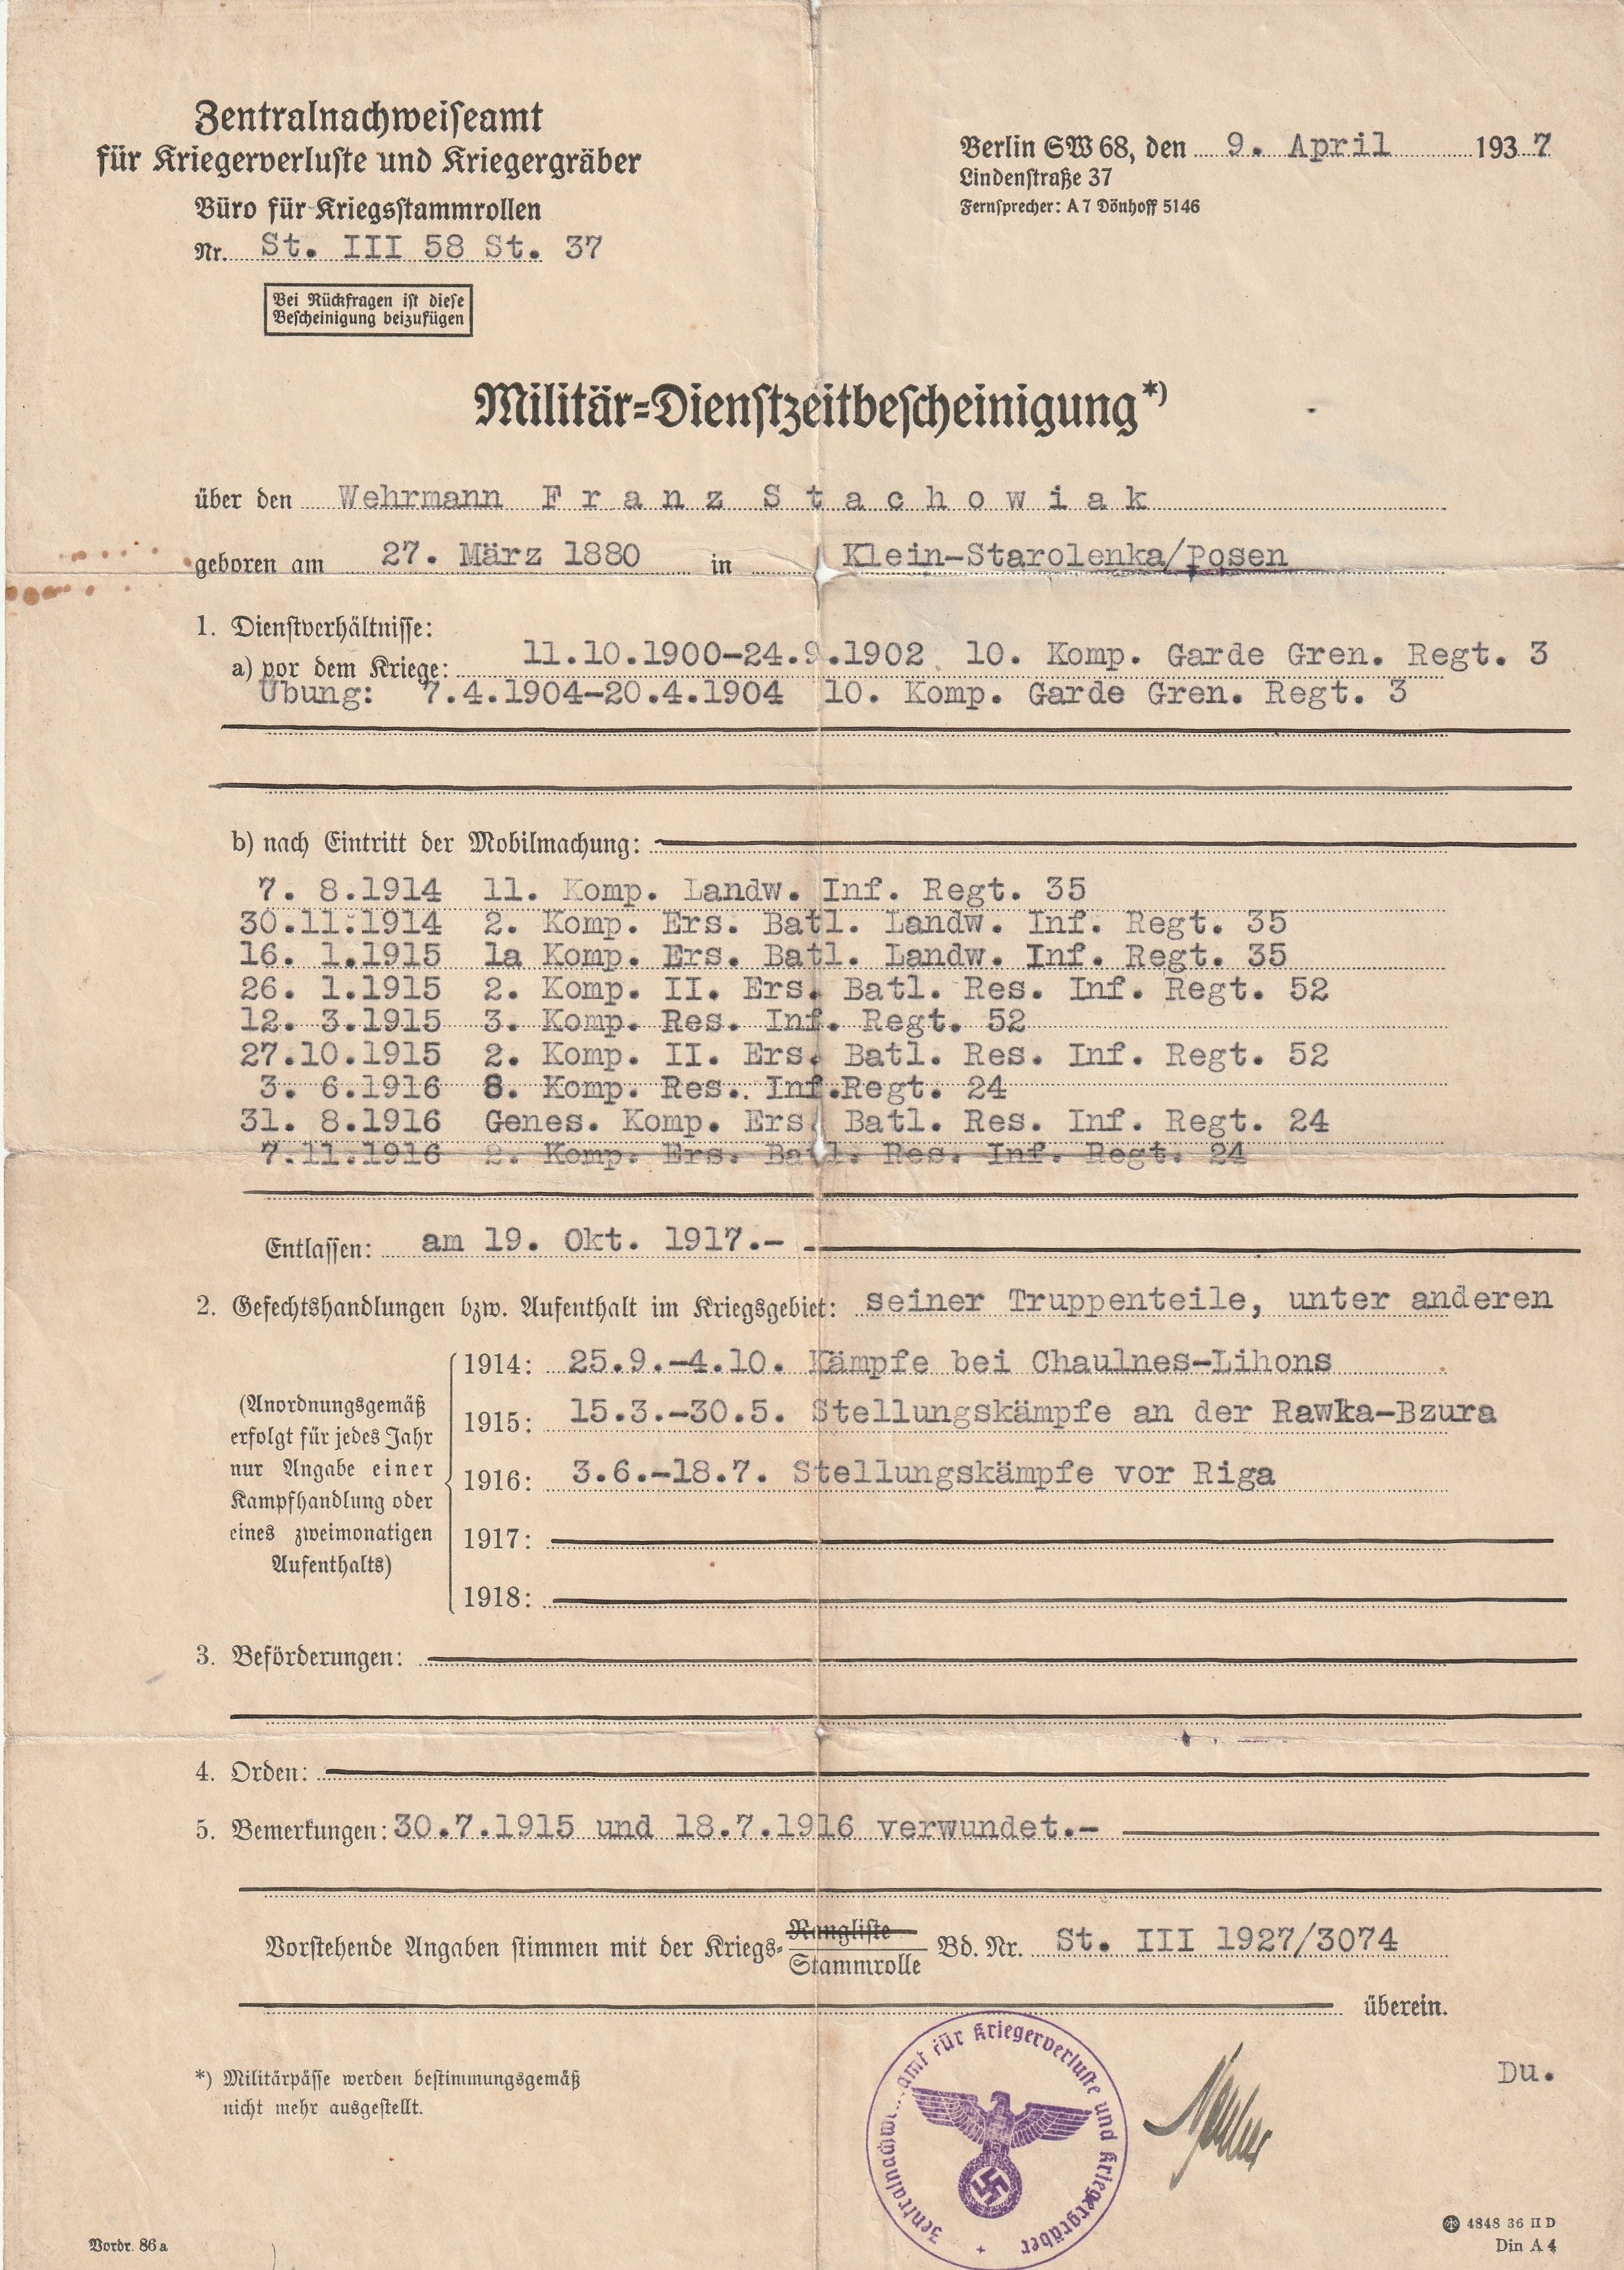 Zentralnachweiseamt
für Kriegerverluste und Kriegergräber
Büro für Kriegsstammrollen
Nr. St. III 58 St. 37
Bei Rückfragen ist diese
Bescheinigung beizufügen
Berlin SW 68, den 9. April 1937
Lindenstraße 37
Fernsprecher: A 7 Dönhoff 5146
Militär=Dienstzeitbescheinigung*)
über den Wehrmann F r a n z S t a c h o w i a k
geboren am 27. März 1880 in Klein-Starolenka/Posen
1. Dienstverhältnisse:
a) vor dem Kriege: 11.10.1900-24.9.1902 10. Komp. Garde Gren. Regt. 3
Übung: 7.4.1904-20.4.1904 10. Komp. Garde Gren. Regt. 3
b) nach Eintritt der Mobilmachung:
7. 8.1914 11. Komp. Landw. Inf. Regt. 35
30.11.1914 2. Komp. Ers. Batl. Landw. Inf. Regt. 35
16. 1.1915 1a Komp. Ers. Batl. Landw. Inf. Regt. 35
26. 1.1915 2. Komp. II. Ers. Batl. Res. Inf. Regt. 52
12. 3.1915 3. Komp. Res. Inf. Regt. 52
27.10.1915 2. Komp. II. Ers. Batl. Res. Inf. Regt. 52
3. 6.1916 8. Komp. Res. Inf.Regt. 24
31. 8.1916 Genes. Komp. Ers. Batl. Res. Inf. Regt. 24
7.11.1916 2. Komp. Ers. Batl. Res. Inf. Regt. 24
Entlassen: am 19. Okt. 1917.-
2. Gefechtshandlungen bzw. Aufenthalt im Kriegsgebiet: seiner Truppenteile, unter anderen
(Anordnungsgemäß
erfolgt für jedes Jahr
nur Angabe einer
Kampfhandlung oder
eines zweimonatigen
Aufenthalts)
1914: 25.9.-4.10. Kämpfe bei Chaulnes-Lihons
1915: 15.3.-30.5. Stellungskämpfe an der Rawka-Bzura
1916: 3.6.-18.7. Stellungskämpfe vor Riga
1917:
1918:
3. Beförderungen:
4. Orden:
5. Bemerkungen: 30.7.1915 und 18.7.1916 verwundet.-
Vorstehende Angaben stimmen mit der Kriegs= Rangliste
Stammrolle Bd. Nr. St. III 1927/3074
überein.
*) Militärpässe werden bestimmungsgemäß
nicht mehr ausgestellt.
amt für Kriegerverluste und Kriegergräber
Du.
Vordr. 86a
4848 36 II D
Din A 4